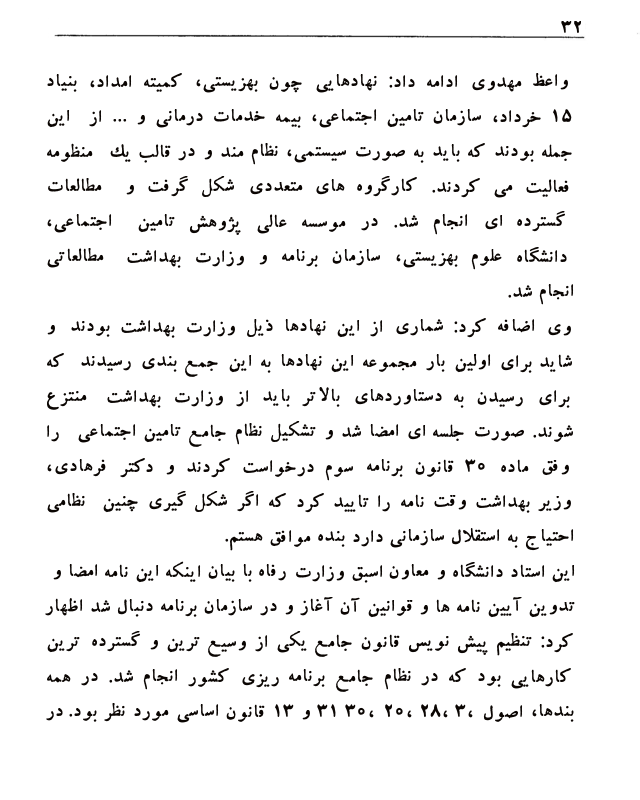 ۳۲
واعظ مهدوی ادامه داد: نهادهایی چون بهزیستی، کمیته امداد، بنیاد
۱۵ خرداد، سازمان تامین اجتماعی، بیمه خدمات درمانی و ... از این
جمله بودند که باید به صورت سیستمی، نظام مند و در قالب یك منظومه
فعالیت می کردند. کارگروه های متعددی شکل گرفت و مطالعات
گسترده ای انجام شد. در موسسه عالی پژوهش تامین اجتماعی،
دانشگاه علوم بهزیستی، سازمان برنامه و وزارت بهداشت مطالعاتی
انجام شد.
وی اضافه کرد: شماری از این نهادها ذیل وزارت بهداشت بودند و
شاید برای اولین بار مجموعه این نهادها به این جمع بندی رسیدند که
برای رسیدن به دستاوردهای بالاتر باید از وزارت بهداشت منتزع
شوند. صورت جلسه ای امضا شد و تشکیل نظام جامع تامین اجتماعی را
وفق ماده ۳۰ قانون برنامه سوم درخواست کردند و دکتر فرهادی،
وزیر بهداشت وقت نامه را تایید کرد که اگر شکل گیری چنین نظامی
احتیاج به استقلال سازمانی دارد بنده موافق هستم.
این استاد دانشگاه و معاون اسبق وزارت رفاه با بیان اینکه این نامه امضا و
تدوین آیین نامه ها و قوانین آن آغاز و در سازمان برنامه دنبال شد اظهار
کرد: تنظیم پیش نویس قانون جامع یکی از وسیع ترین و گسترده ترین
کارهایی بود که در نظام جامع برنامه ریزی کشور انجام شد. در همه
بندها، اصول ،۳ ،۲۸ ،۲۰ ،۳۰ ۳۱ و ۱۳ قانون اساسی مورد نظر بود. در